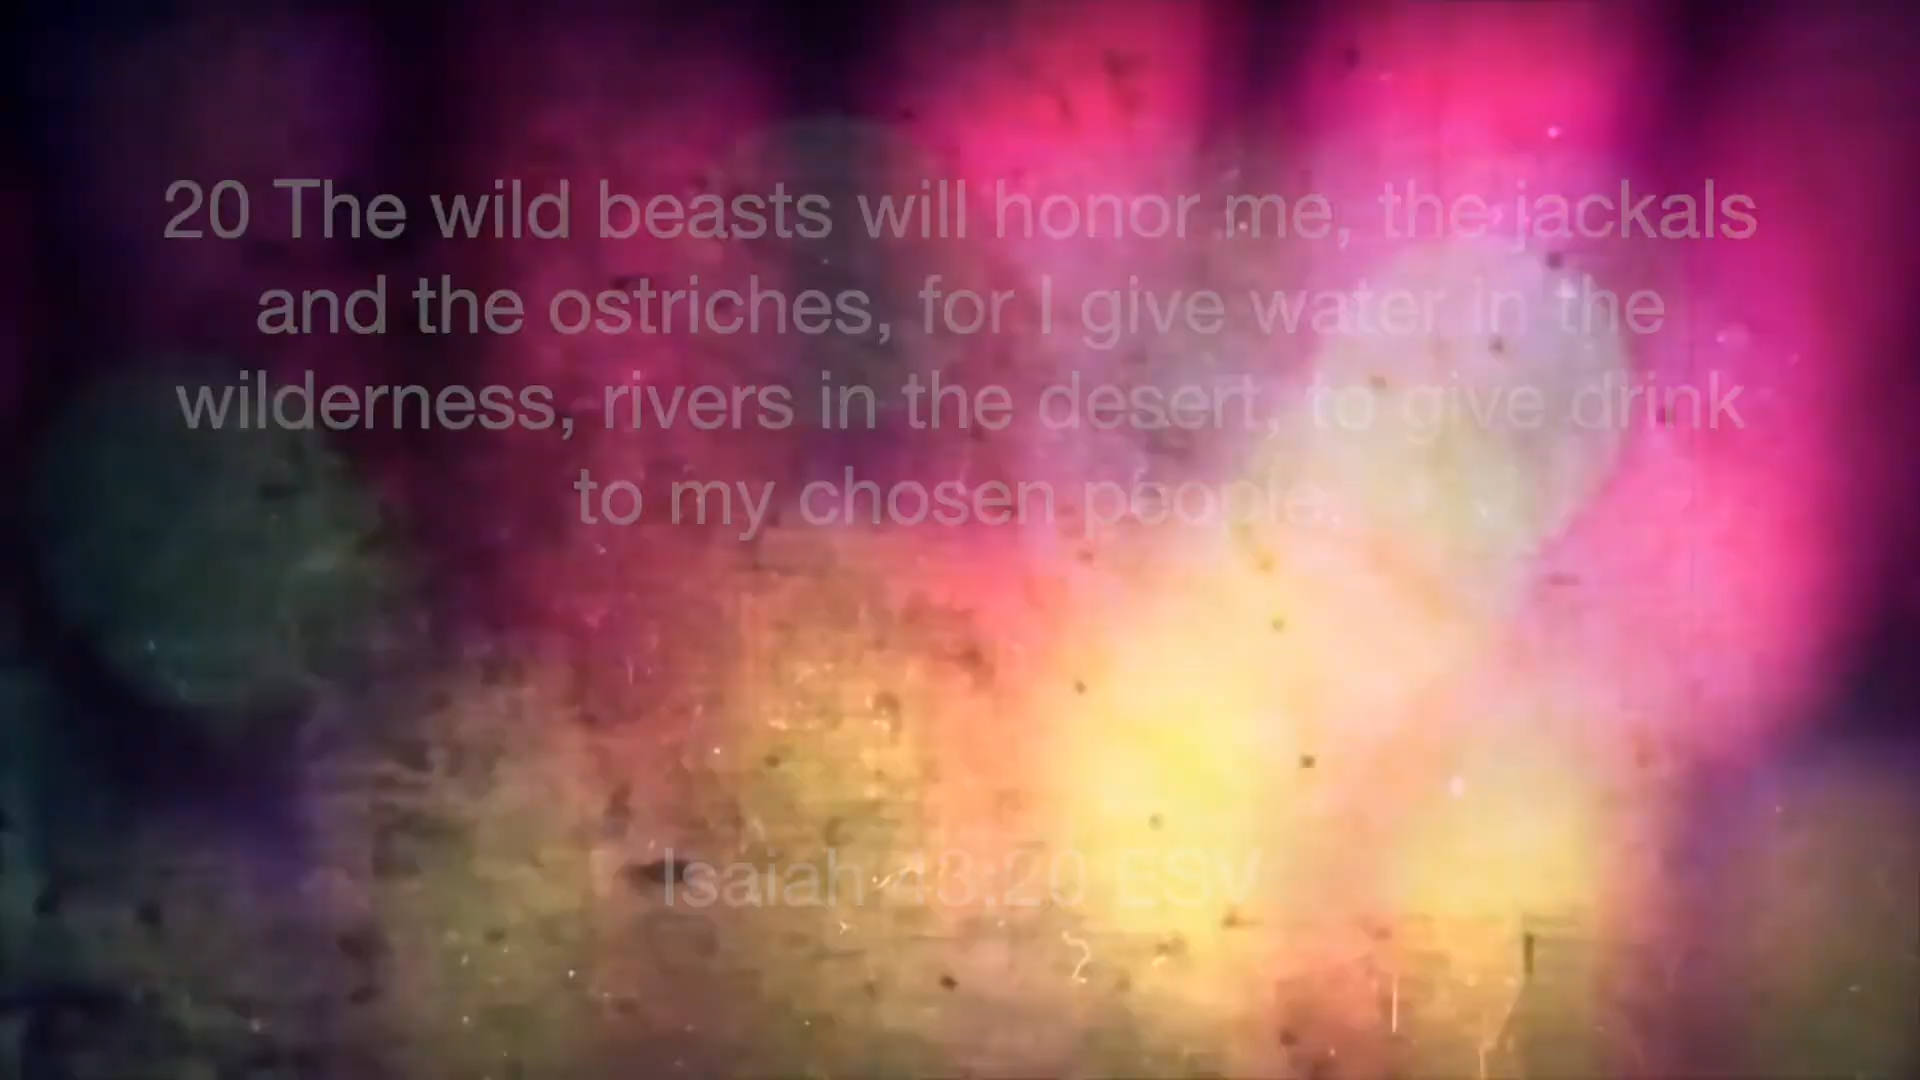 20 The wild beasts will honor me, the jackals
and the ostriches, for I give water in the
wilderness, rivers in the desert, to give drink
to my chosen people,
Isaiah 43:20 ESV